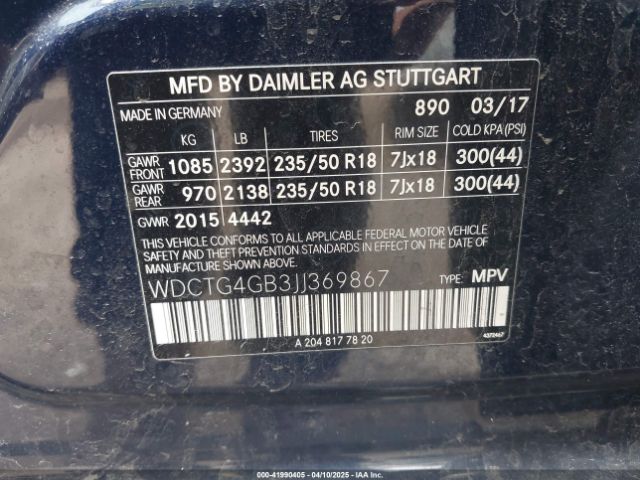 MFD BY DAIMLER AG STUTTGART
MADE IN GERMANY 890 03/17
KG LB TIRES RIM SIZE COLD KPA(PSI)
GAWR FRONT 1085 2392 235/50 R18 7Jx18 300(44)
GAWR REAR 970 2138 235/50 R18 7Jx18 300(44)
GVWR 2015 4442
THIS VEHICLE CONFORMS TO ALL APPLICABLE FEDERAL MOTOR VEHICLE
SAFETY AND THEFT PREVENTION STANDARDS IN EFFECT ON THE DATE
OF MANUFACTURE SHOWN ABOVE.
WDCTG4GB3JJ369867 TYPE: MPV
A 204 817 78 20 4372467
000-41990405 - 04/10/2025 - IAAI.COM